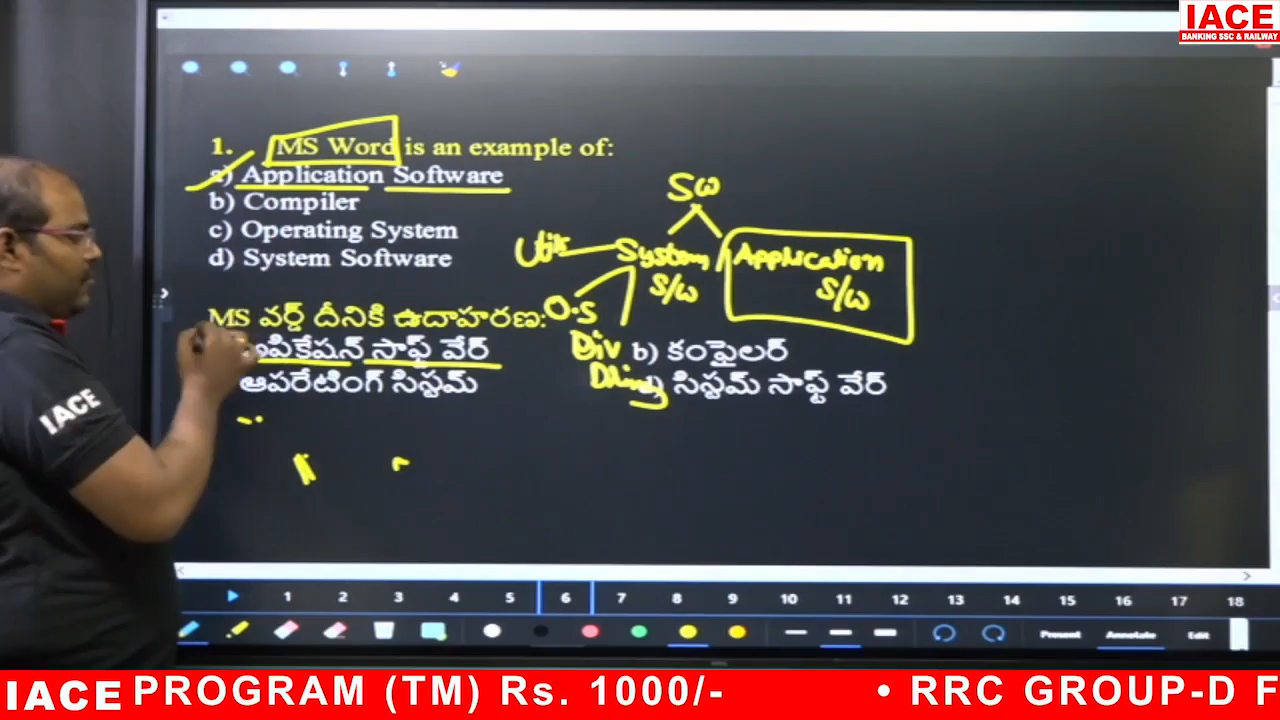 IACE
BANKING SSC & RAILWAY
1. MS Word is an example of:
a) Application Software
b) Compiler
c) Operating System
d) System Software
SW
System
S/W
Application
S/W
O.S
MS వర్డ్ దీనికి ఉదాహరణ:
అప్లికేషన్ సాఫ్ట్ వేర్ b) కంపైలర్
ఆపరేటింగ్ సిస్టమ్ సిస్టమ్ సాఫ్ట్ వేర్
IACE
1 2 3 4 5 6 7 8 9 10 11 12 13 14 15 16 17 18
Present Annotate Edit
IACE PROGRAM (TM) Rs. 1000/- • RRC GROUP-D F